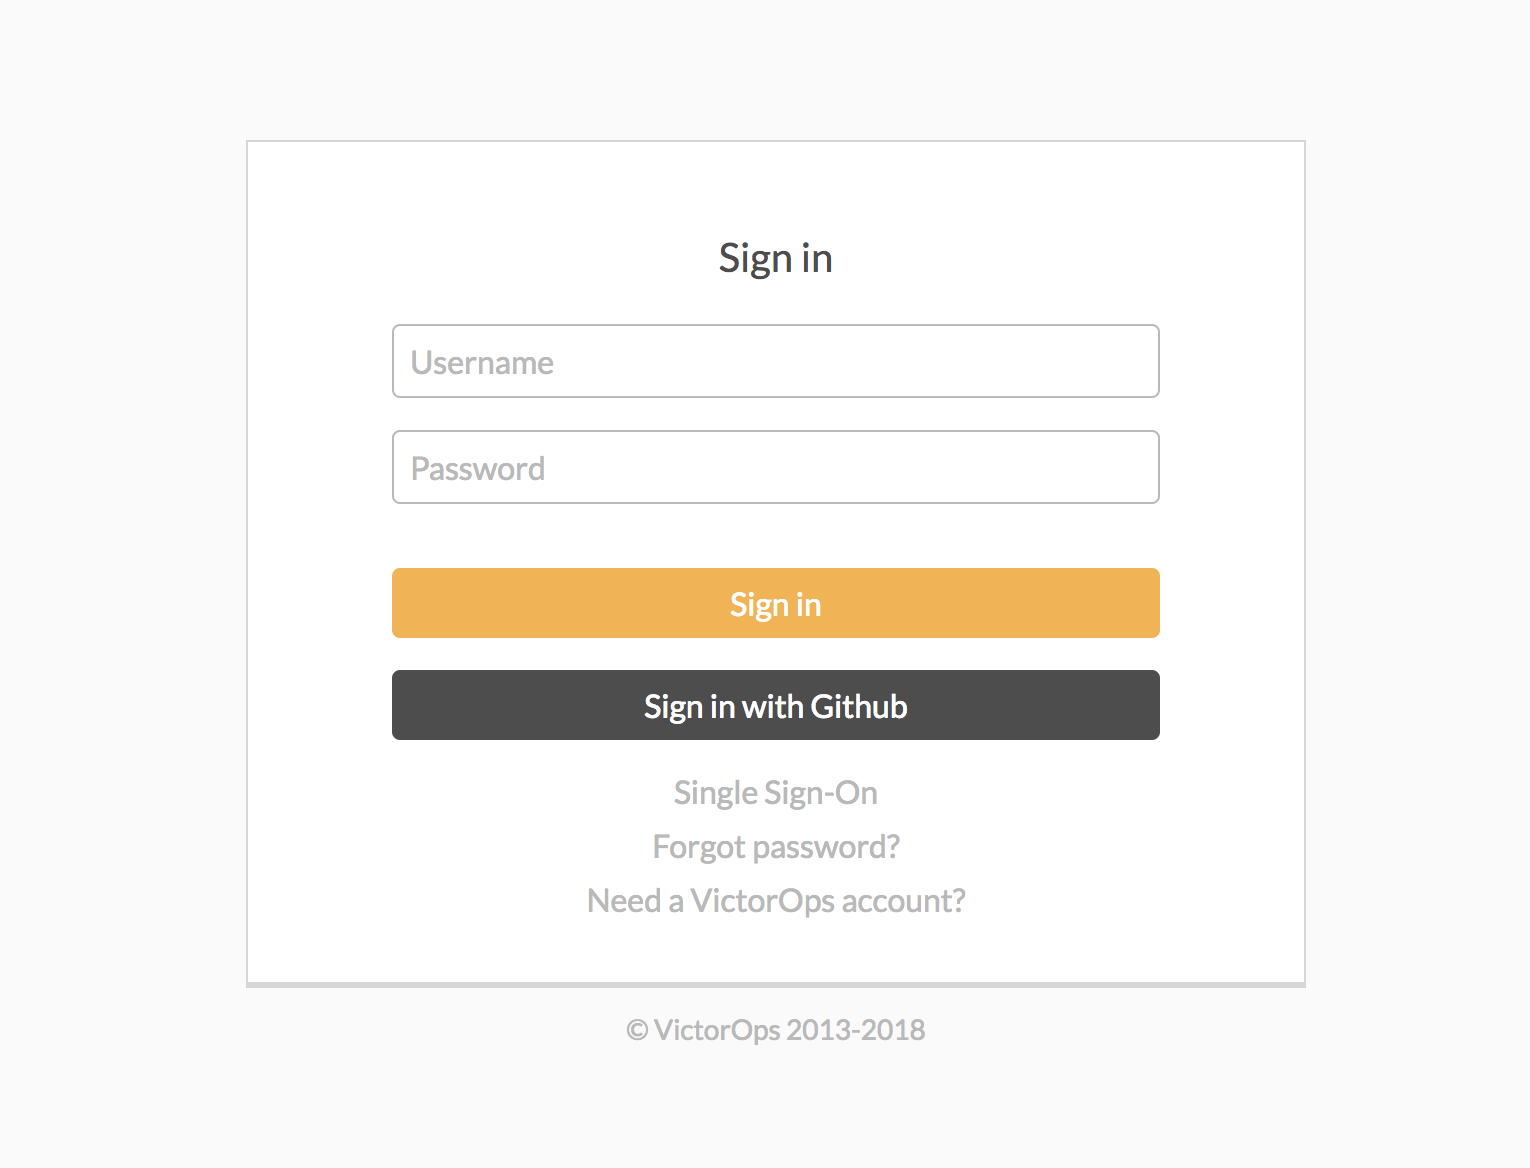 Sign in
Username
Password
Sign in
Sign in with Github
Single Sign-On
Forgot password?
Need a VictorOps account?
© VictorOps 2013-2018